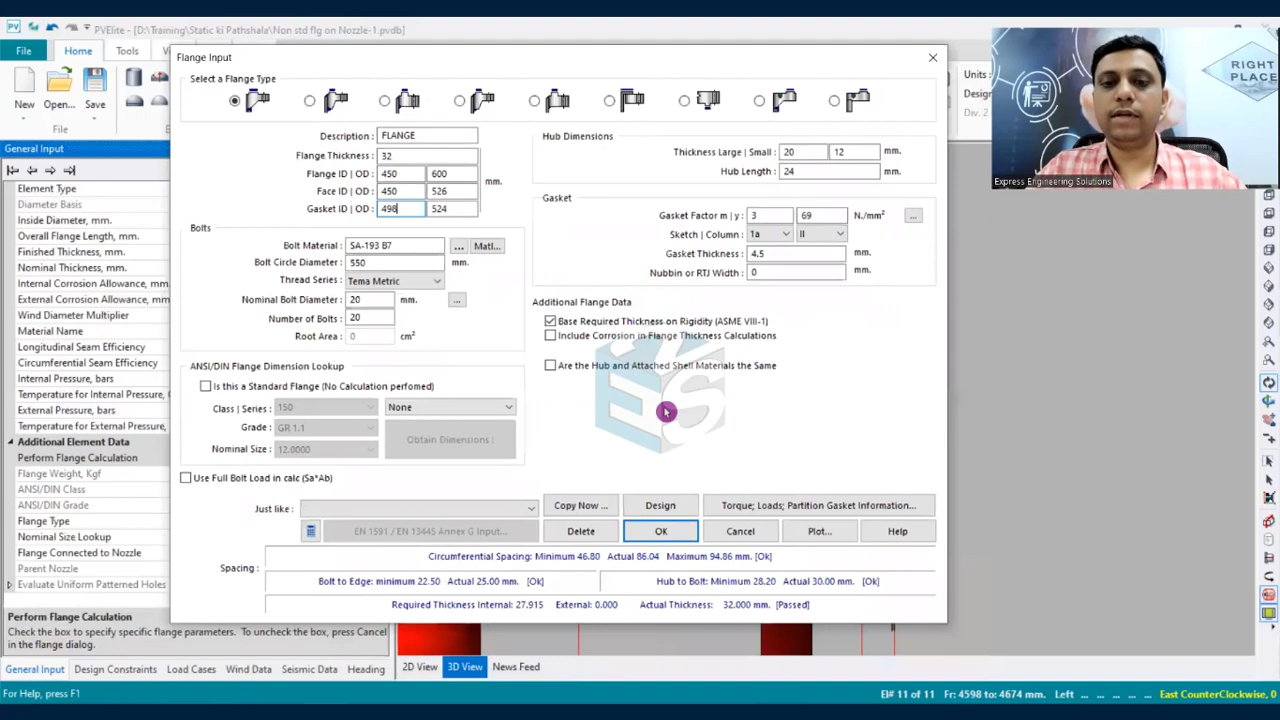 PVElite - [D:\Training\Static ki Pathshala\Non std flg on Nozzle-1.pvdb]
File
Home
Tools
New
Open...
Save
File
Units :
Design
Div. 2
RIGHT
PLACE
Express Engineering Solutions
General Input
Element Type
Diameter Basis
Inside Diameter, mm.
Overall Flange Length, mm.
Finished Thickness, mm.
Nominal Thickness, mm.
Internal Corrosion Allowance, mm.
External Corrosion Allowance, mm.
Wind Diameter Multiplier
Material Name
Longitudinal Seam Efficiency
Circumferential Seam Efficiency
Internal Pressure, bars
Temperature for Internal Pressure,
External Pressure, bars
Temperature for External Pressure,
Additional Element Data
Perform Flange Calculation
Flange Weight, Kgf
ANSI/DIN Class
ANSI/DIN Grade
Flange Type
Nominal Size Lookup
Flange Connected to Nozzle
Parent Nozzle
Evaluate Uniform Patterned Holes
Perform Flange Calculation
Check the box to specify specific flange parameters. To uncheck the box, press Cancel
in the flange dialog.
General Input Design Constraints Load Cases Wind Data Seismic Data Heading
Flange Input
Select a Flange Type
Description : FLANGE
Flange Thickness : 32
Flange ID | OD : 450 600
Face ID | OD : 450 526
Gasket ID | OD : 498 524
mm.
Bolts
Bolt Material : SA-193 B7 ... Matl...
Bolt Circle Diameter : 550 mm.
Thread Series : Tema Metric
Nominal Bolt Diameter : 20 mm. ...
Number of Bolts : 20
Root Area : 0 cm²
ANSI/DIN Flange Dimension Lookup
Is this a Standard Flange (No Calculation perfomed)
Class | Series : 150 None
Grade : GR 1.1
Obtain Dimensions :
Nominal Size : 12.0000
Use Full Bolt Load in calc (Sa*Ab)
Hub Dimensions
Thickness Large | Small : 20 12 mm.
Hub Length : 24 mm.
Gasket
Gasket Factor m | y : 3 69 N./mm² ...
Sketch | Column : 1a II
Gasket Thickness : 4.5 mm.
Nubbin or RTJ Width : 0 mm.
Additional Flange Data
Base Required Thickness on Rigidity (ASME VIII-1)
Include Corrosion in Flange Thickness Calculations
Are the Hub and Attached Shell Materials the Same
ES
Just like : Copy Now ... Design Torque; Loads; Partition Gasket Information...
EN 1591 / EN 13445 Annex G Input... Delete OK Cancel Plot... Help
Circumferential Spacing: Minimum 46.80 Actual 86.04 Maximum 94.86 mm. [Ok]
Spacing :
Bolt to Edge: minimum 22.50 Actual 25.00 mm. [Ok] Hub to Bolt: Minimum 28.20 Actual 30.00 mm. [Ok]
Required Thickness Internal: 27.915 External: 0.000 Actual Thickness: 32.000 mm. [Passed]
2D View 3D View News Feed
For Help, press F1
El# 11 of 11 Fr: 4598 to: 4674 mm. Left ... ... ... ... East CounterClockwise, 0